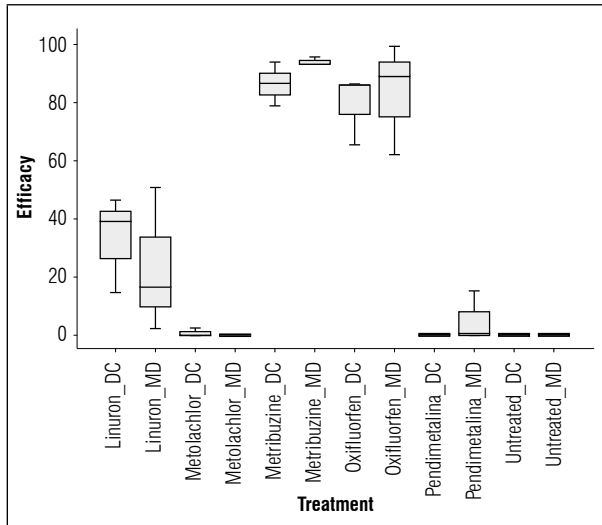 100
80
60
40
20
0
Efficacy
Linuron_DC
Linuron_MD
Metolachlor_DC
Metolachlor_MD
Metribuzine_DC
Metribuzine_MD
Oxifluorfen_DC
Oxifluorfen_MD
Pendimetalina_DC
Pendimetalina_MD
Untreated_DC
Untreated_MD
Treatment